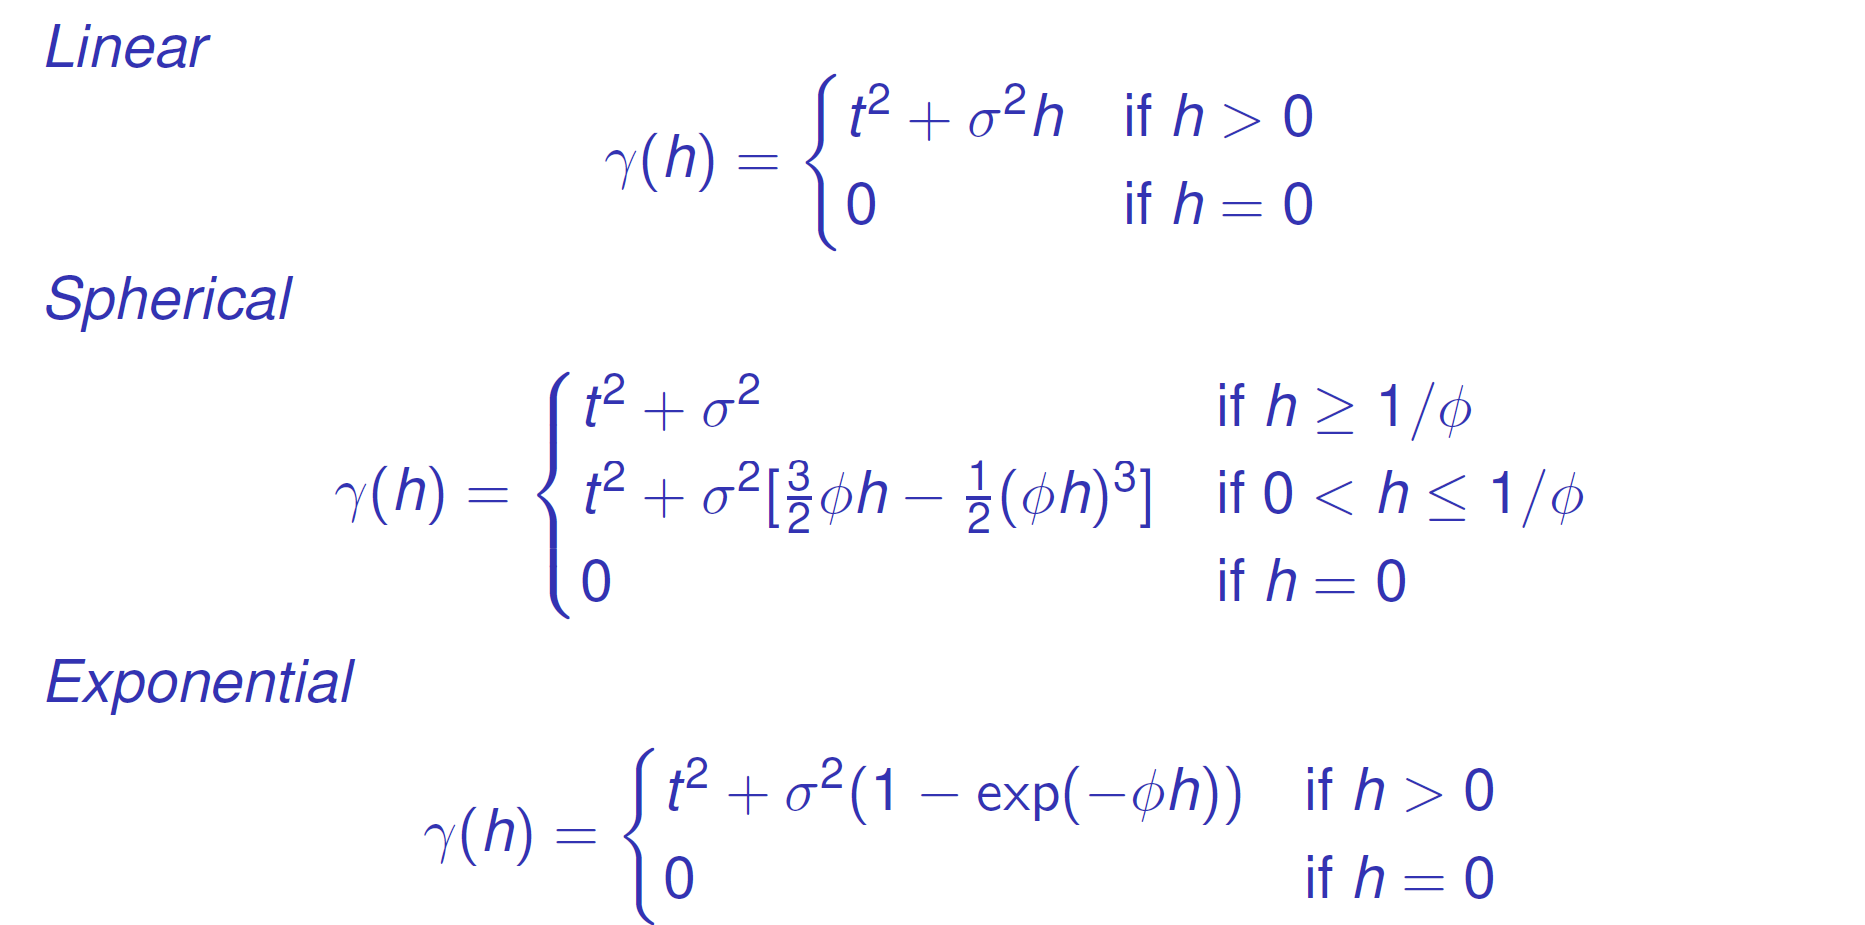 Linear
γ(h) = { t² + σ²h if h > 0
0 if h = 0
Spherical
γ(h) = { t² + σ² if h ≥ 1/ϕ
t² + σ²[3/2 ϕh − 1/2 (ϕh)³] if 0 < h ≤ 1/ϕ
0 if h = 0
Exponential
γ(h) = { t² + σ²(1 − exp(−ϕh)) if h > 0
0 if h = 0